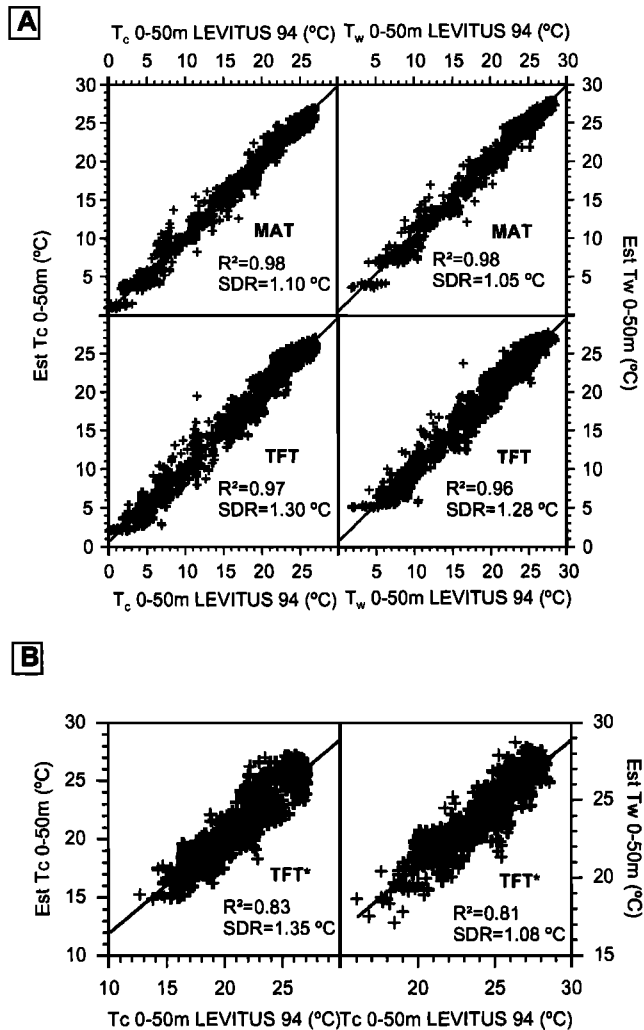 A
Tc 0-50m LEVITUS 94 (ºC)
Tw 0-50m LEVITUS 94 (ºC)
0 5 10 15 20 25
5 10 15 20 25 30
30
25
20
15
10
5
Est Tc 0-50m (ºC)
MAT
R²=0.98
SDR=1.10 ºC
MAT
R²=0.98
SDR=1.05 ºC
30
25
20
15
10
5
Est Tw 0-50m (ºC)
25
20
15
10
5
0
TFT
R²=0.97
SDR=1.30 ºC
TFT
R²=0.96
SDR=1.28 ºC
25
20
15
10
5
0
0 5 10 15 20 25
5 10 15 20 25 30
Tc 0-50m LEVITUS 94 (ºC)
Tw 0-50m LEVITUS 94 (ºC)
B
30
25
20
15
10
Est Tc 0-50m (ºC)
TFT*
R²=0.83
SDR=1.35 ºC
TFT*
R²=0.81
SDR=1.08 ºC
30
25
20
15
Est Tw 0-50m (ºC)
10 15 20 25
20 25 30
Tc 0-50m LEVITUS 94 (ºC)
Tc 0-50m LEVITUS 94 (ºC)